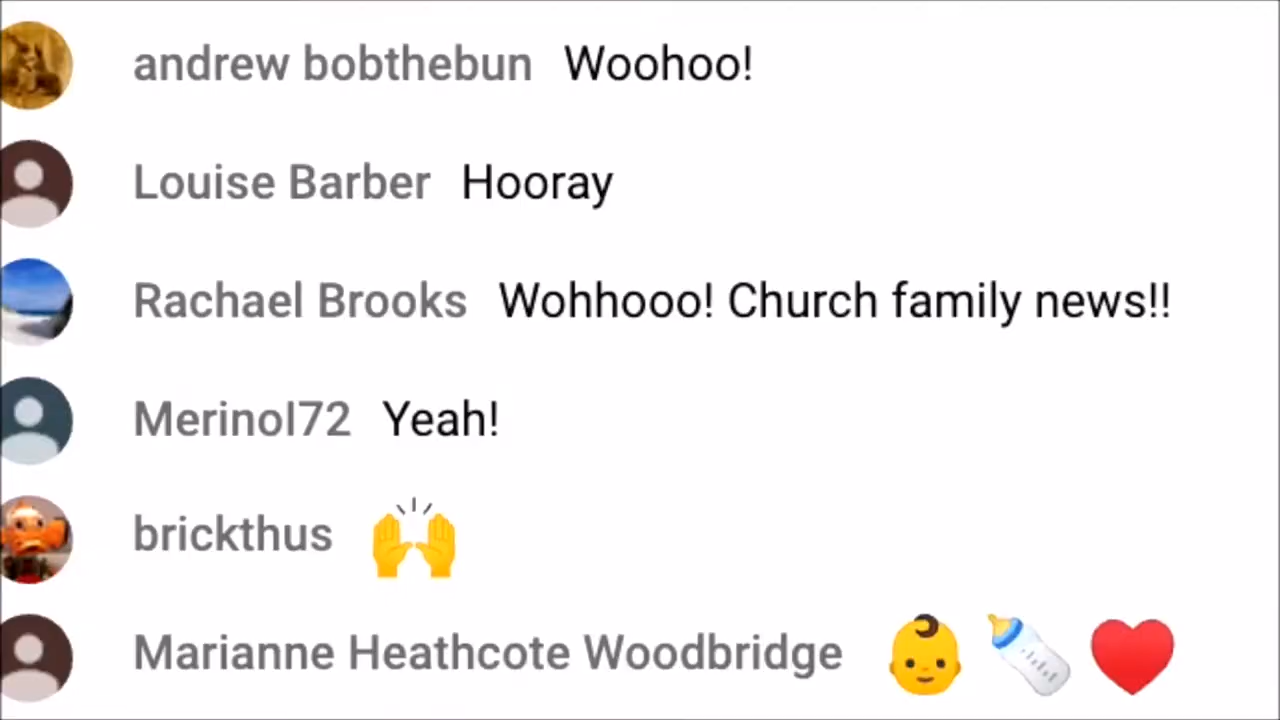 andrew bobthebun Woohoo!
Louise Barber Hooray
Rachael Brooks Wohhooo! Church family news!!
Merinol72 Yeah!
brickthus 🙌
Marianne Heathcote Woodbridge 👶🍼❤️